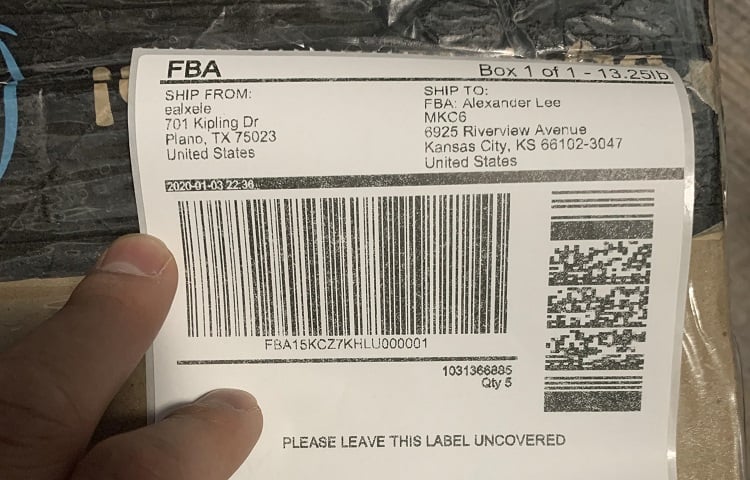 FBA
Box 1 of 1 - 13.25lb
SHIP FROM:
ealxele
701 Kipling Dr
Plano, TX 75023
United States
SHIP TO:
FBA: Alexander Lee
MKC6
6925 Riverview Avenue
Kansas City, KS 66102-3047
United States
2020-01-03 22:36
FBA15KCZ7KHLU000001
1031366885
Qty 5
PLEASE LEAVE THIS LABEL UNCOVERED